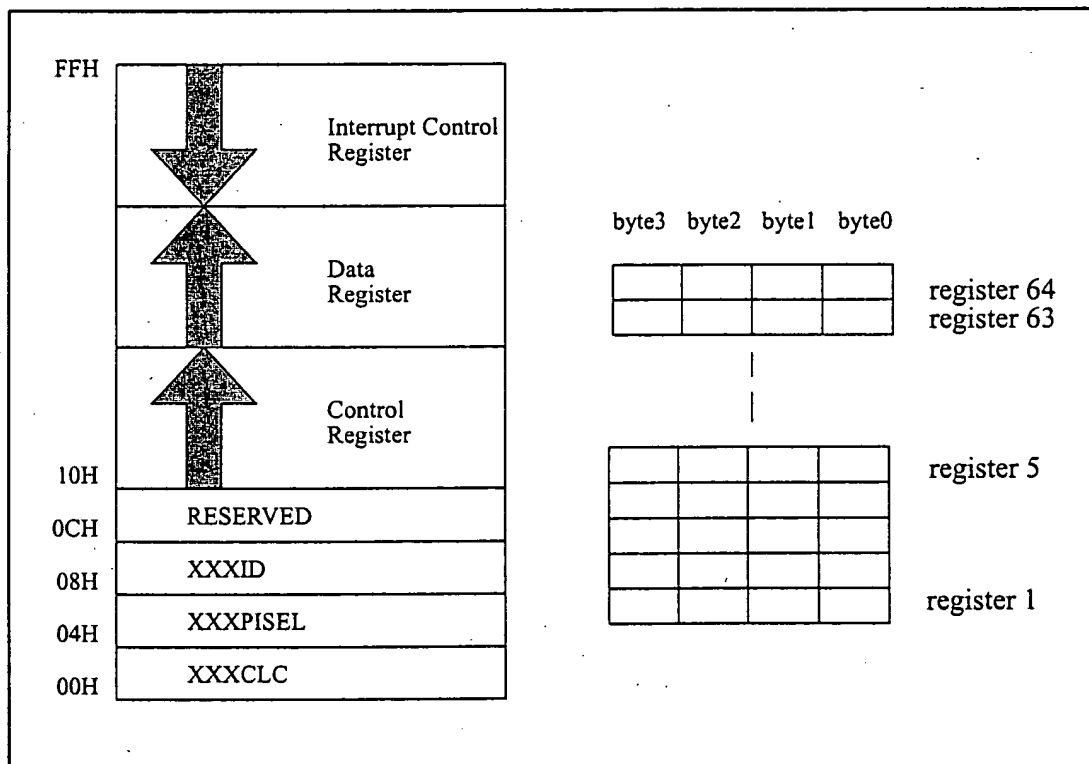 FFH
Interrupt Control
Register
Data
Register
Control
Register
10H
RESERVED
0CH
XXXID
08H
XXXPISEL
04H
XXXCLC
00H
byte3 byte2 byte1 byte0
register 64
register 63
register 5
register 1